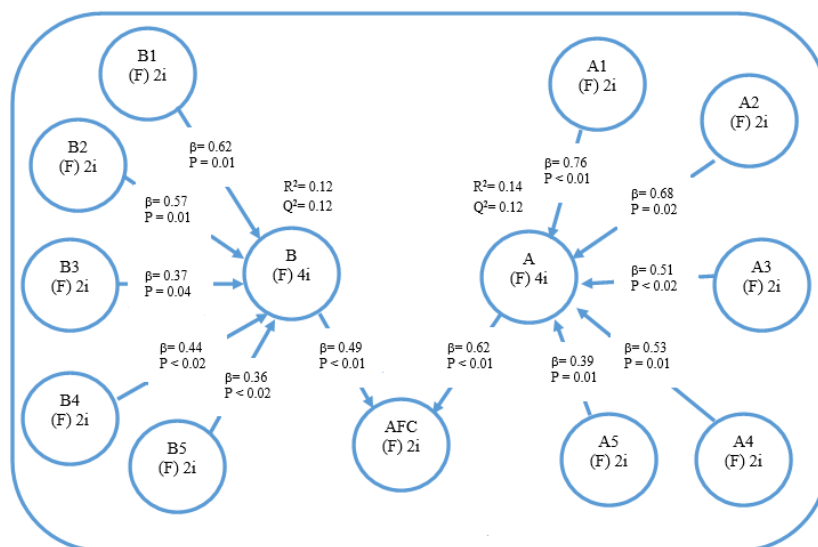 B1
(F) 2i
A1
(F) 2i
A2
(F) 2i
B2
(F) 2i
β= 0.62
P = 0.01
β= 0.76
P < 0.01
R²= 0.12
Q²= 0.12
R²= 0.14
Q²= 0.12
β= 0.57
P = 0.01
β= 0.68
P = 0.02
B
(F) 4i
A
(F) 4i
B3
(F) 2i
β= 0.37
P = 0.04
β= 0.51
P < 0.02
A3
(F) 2i
β= 0.44
P < 0.02
β= 0.49
P < 0.01
β= 0.62
P < 0.01
β= 0.39
P = 0.01
β= 0.53
P = 0.01
β= 0.36
P < 0.02
B4
(F) 2i
B5
(F) 2i
AFC
(F) 2i
A5
(F) 2i
A4
(F) 2i